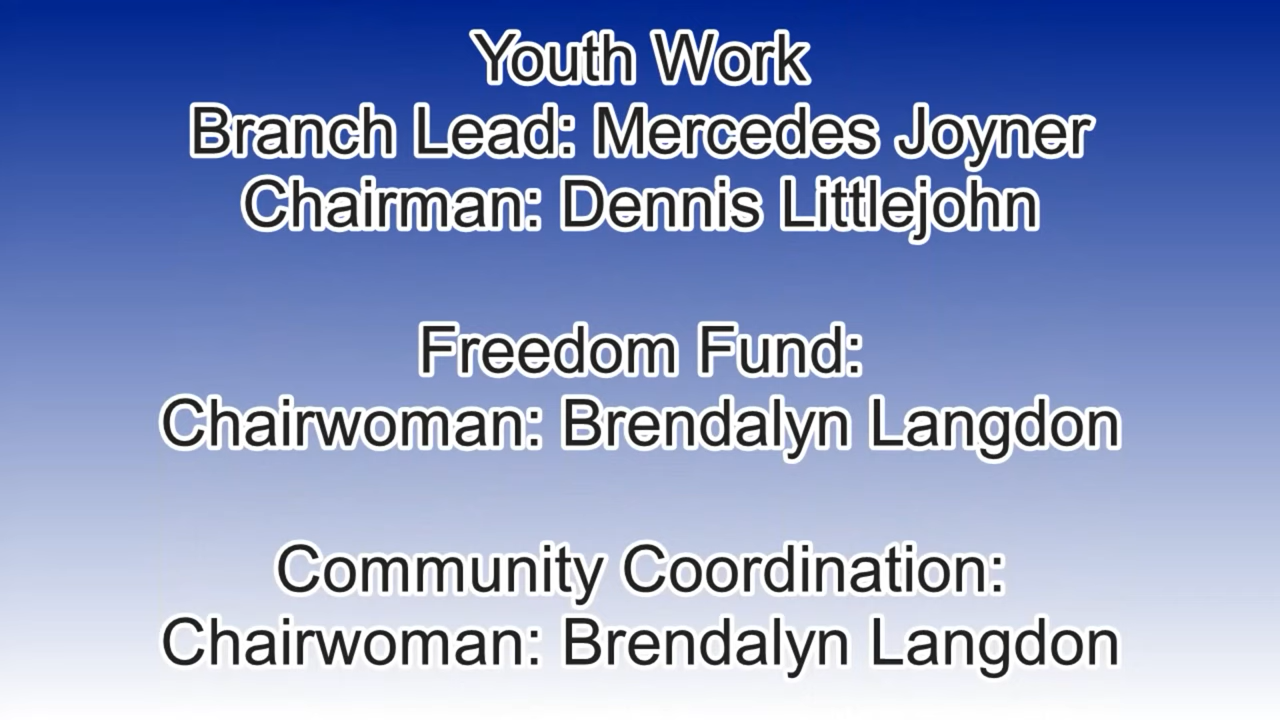 Youth Work
Branch Lead: Mercedes Joyner
Chairman: Dennis Littlejohn
Freedom Fund:
Chairwoman: Brendalyn Langdon
Community Coordination:
Chairwoman: Brendalyn Langdon